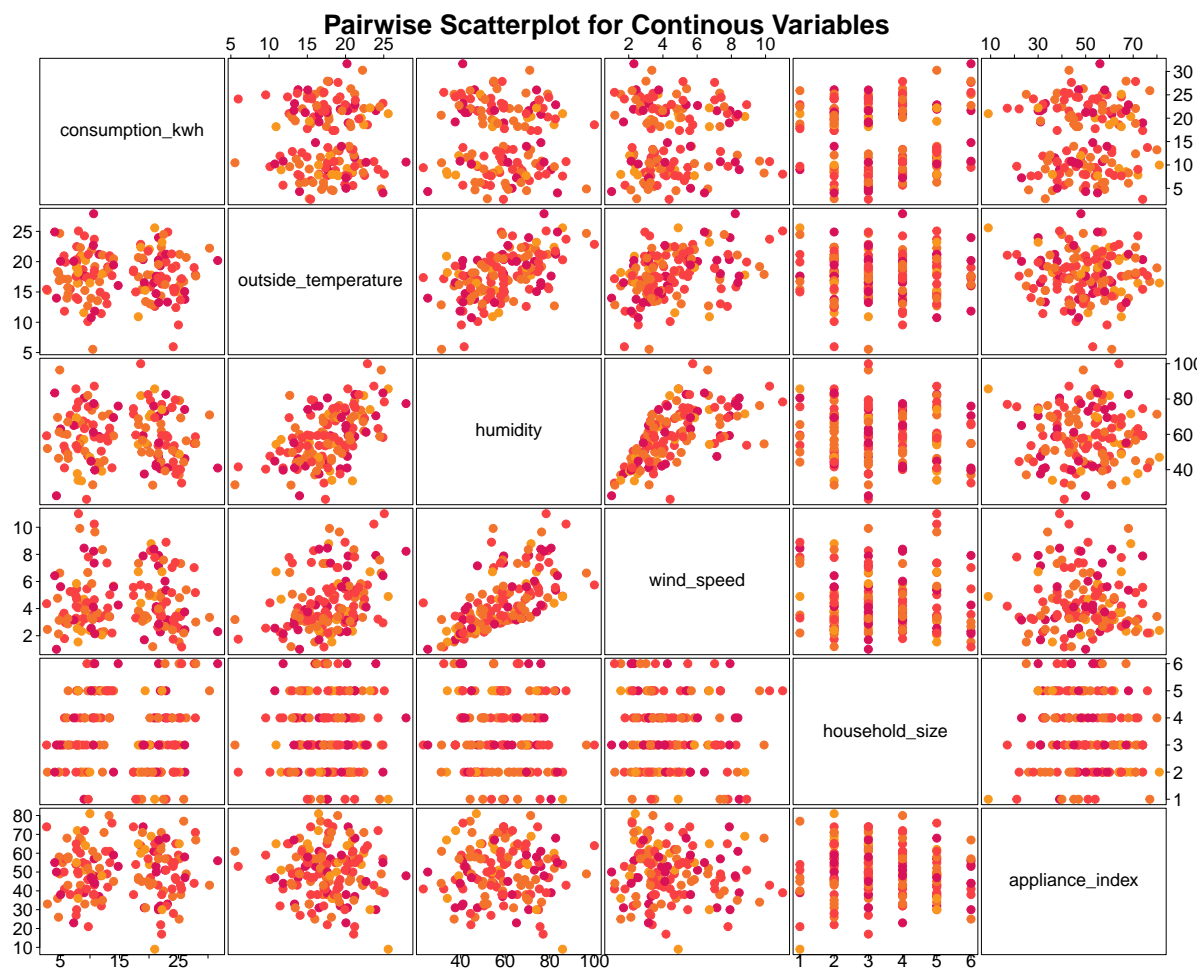 Pairwise Scatterplot for Continous Variables
5 10 15 20 25 2 4 6 8 10 10 30 50 70
consumption_kwh
5 10 15 20 25 30
outside_temperature
5 10 15 20 25
humidity
40 60 80 100
wind_speed
2 4 6 8 10
household_size
1 2 3 4 5 6
appliance_index
10 20 30 40 50 60 70 80
5 15 25 40 60 80 100 1 2 3 4 5 6